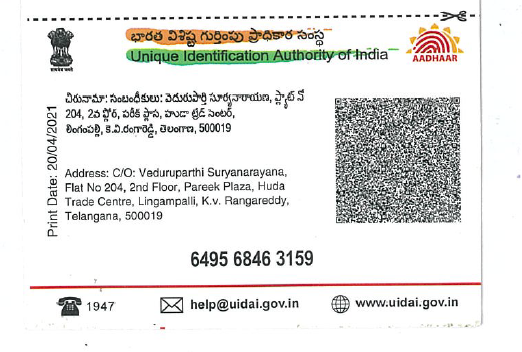 భారత విశిష్ట గుర్తింపు ప్రాధికార సంస్థ
Unique Identification Authority of India
AADHAAR
చిరునామా: సంబంధీకులు: వెదురుపార్తి సూర్యనారాయణ, ఫ్లాట్ నో
204, 2వ ఫ్లోర్, పరీక్ ప్లాస, హుడా ట్రేడ్ సెంటర్,
లింగంపల్లి, కె.వి.రంగారెడ్డి, తెలంగాణ, 500019
Print Date: 20/04/2021
Address: C/O: Veduruparthi Suryanarayana,
Flat No 204, 2nd Floor, Pareek Plaza, Huda
Trade Centre, Lingampalli, K.v. Rangareddy,
Telangana, 500019
6495 6846 3159
1947
help@uidai.gov.in
www.uidai.gov.in